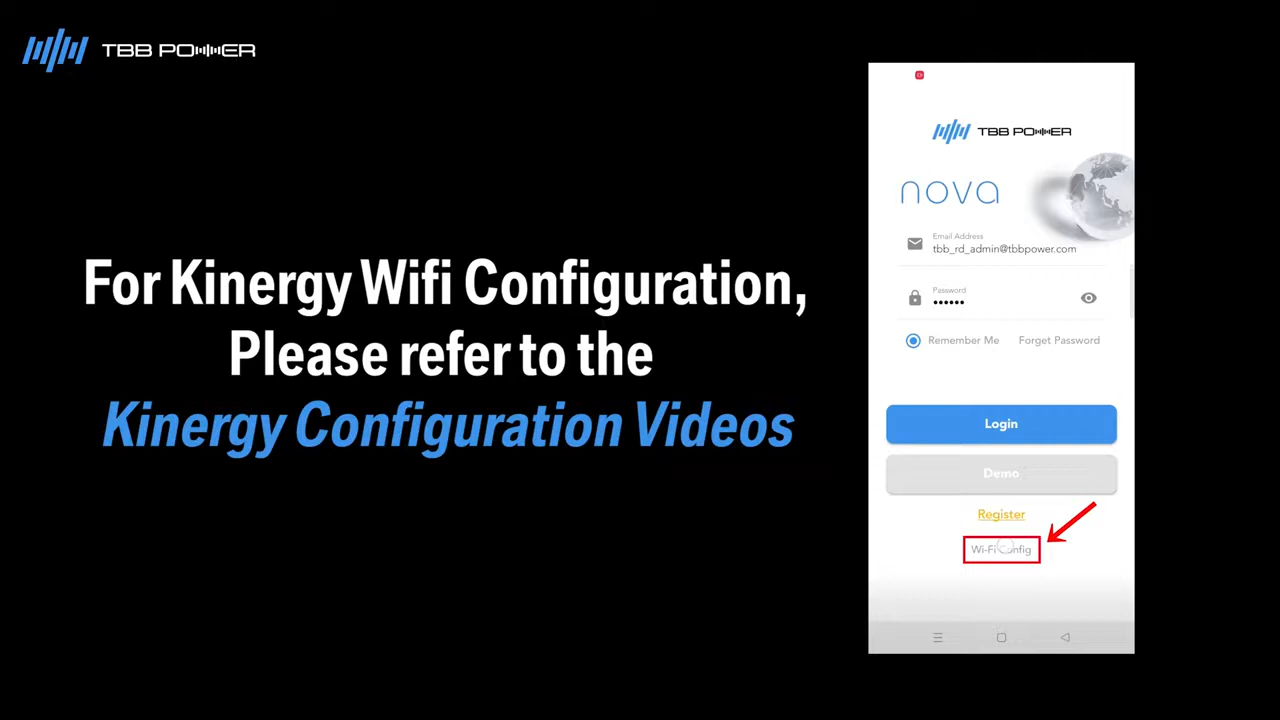 TBB POWER
For Kinergy Wifi Configuration,
Please refer to the
Kinergy Configuration Videos
TBB POWER
nova
Email Address
tbb_rd_admin@tbbpower.com
Password
••••••
Remember Me Forget Password
Login
Demo
Register
Wi-Fi Config